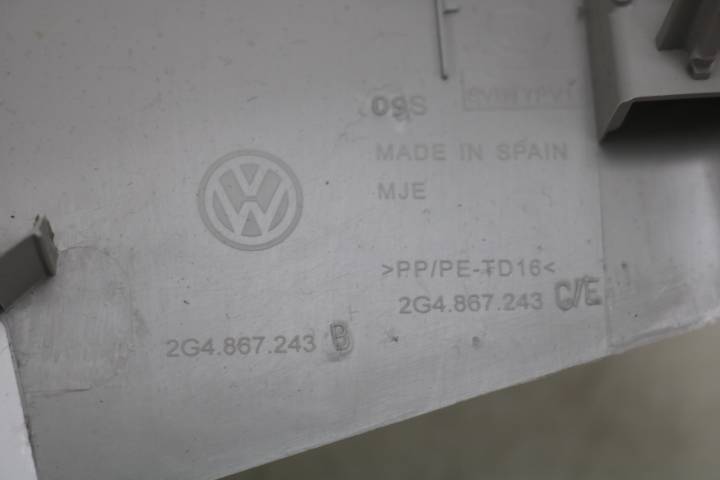 09S
MADE IN SPAIN
MJE
>PP/PE-TD16<
2G4.867.243 C/E
2G4.867.243 B